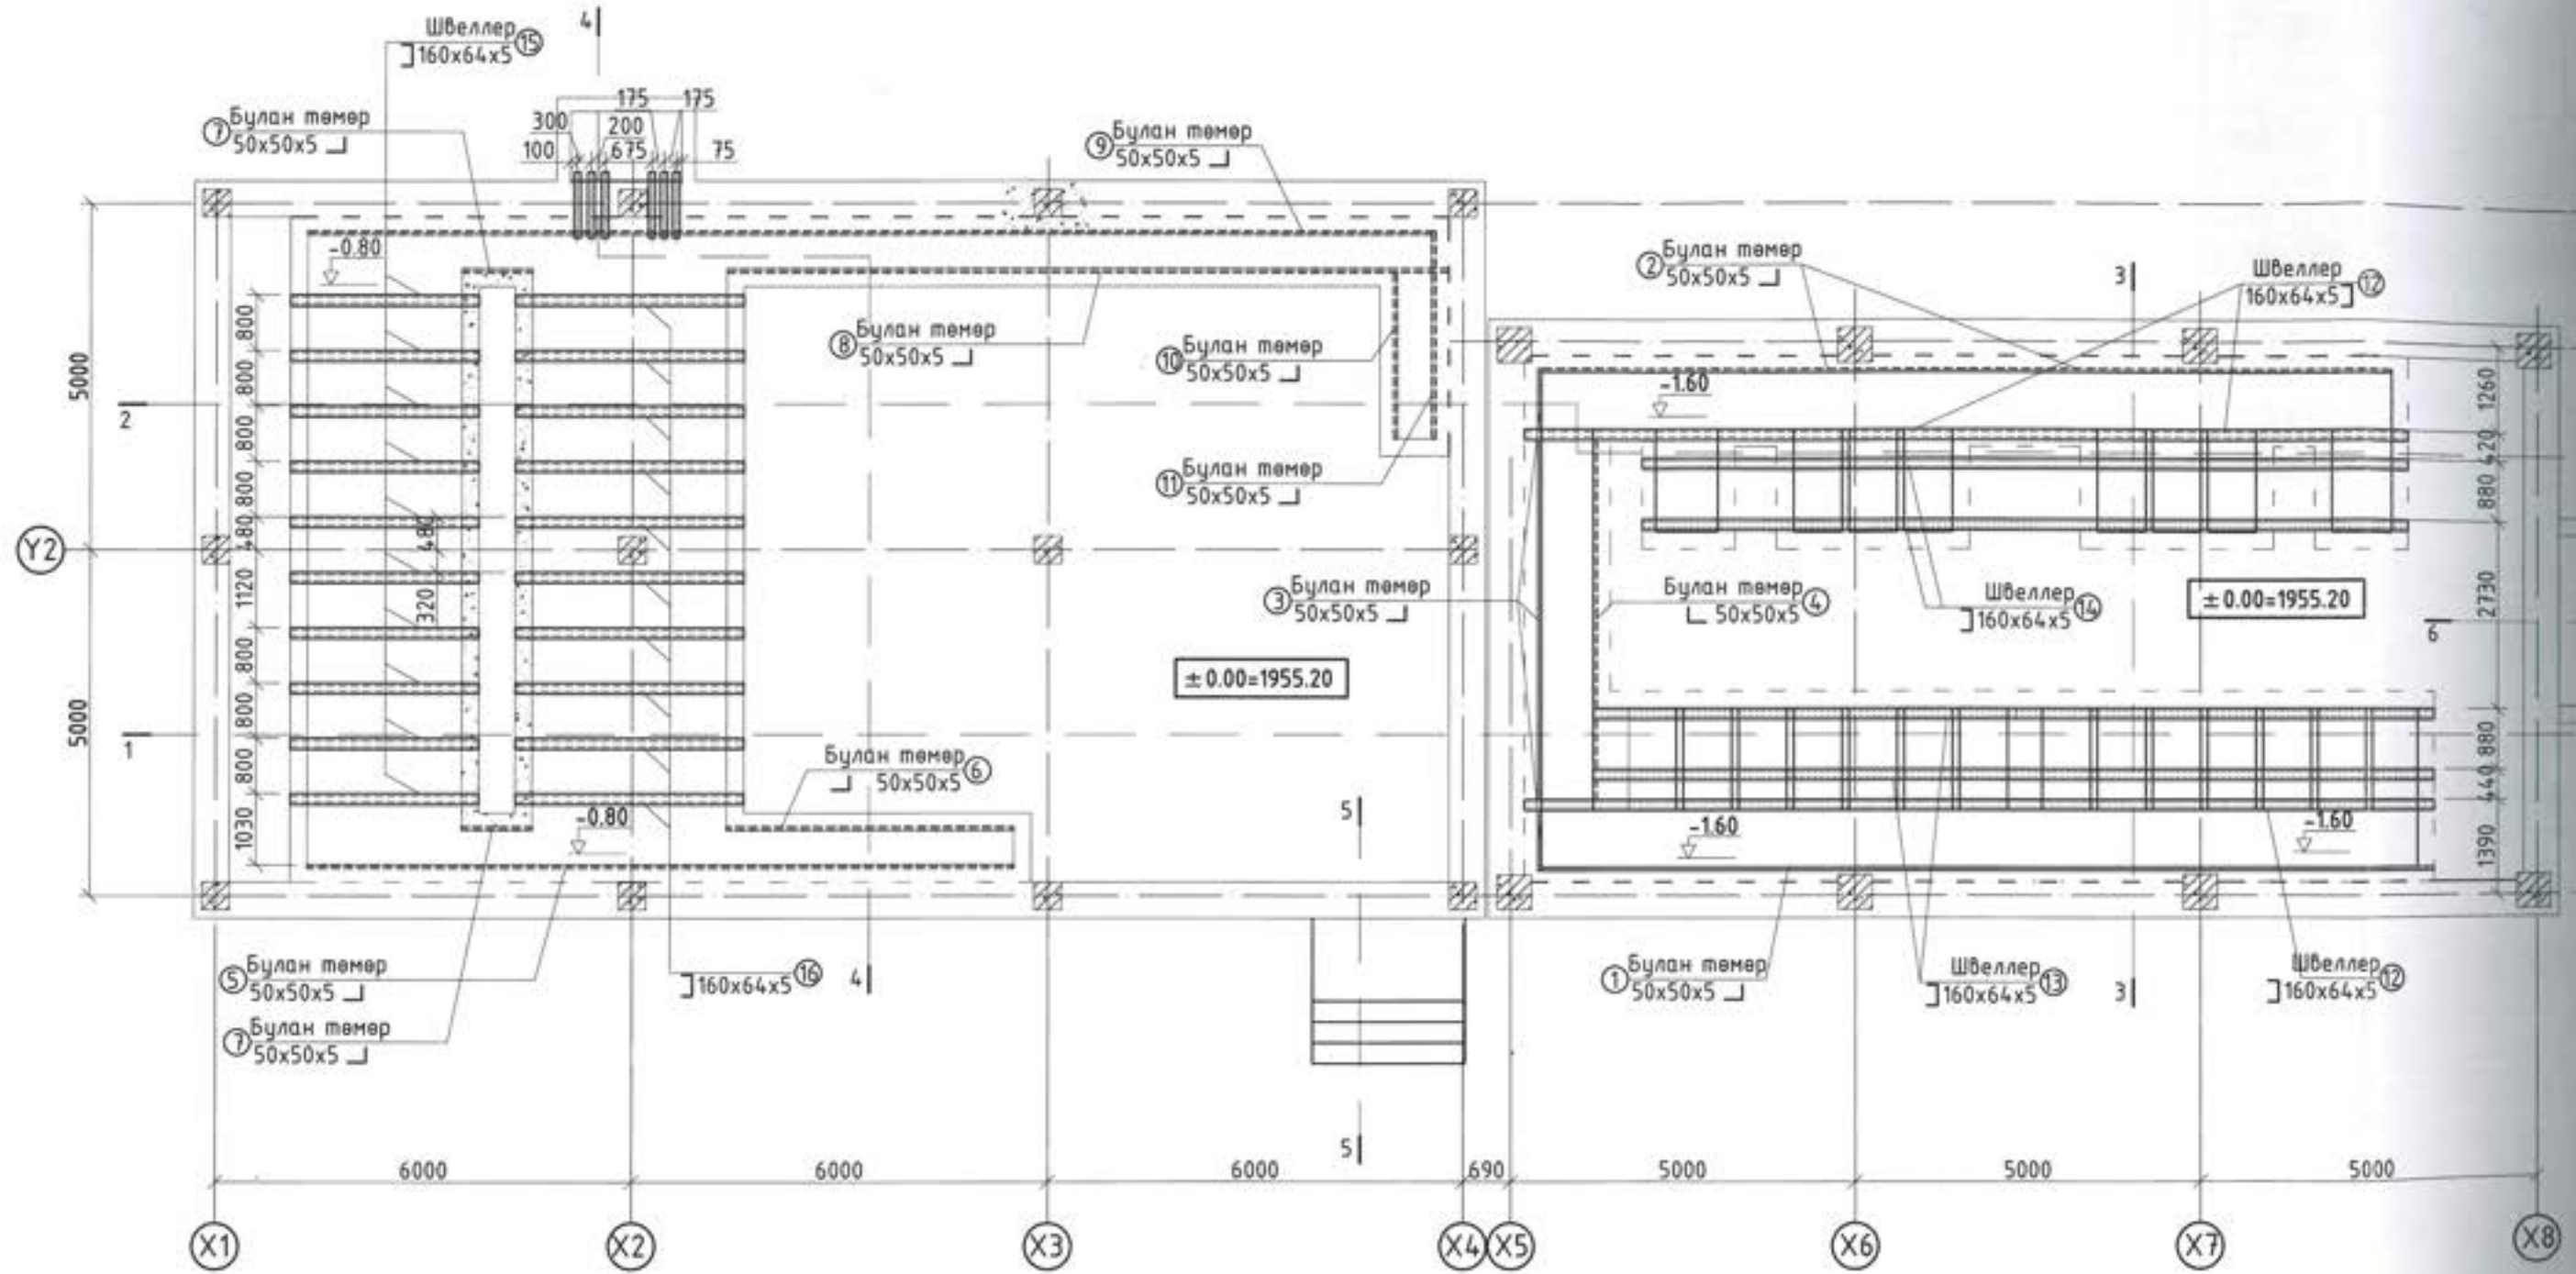 Швеллер 15
160x64x5
4
7 Булан төмөр
50x50x5
175 175
300 200
100 675 75
9 Булан төмөр
50x50x5
-0.80
2 Булан төмөр
50x50x5
3
Швеллер 12
160x64x5
8 Булан төмөр
50x50x5
10 Булан төмөр
50x50x5
-1.60
11 Булан төмөр
50x50x5
5000
5000
2
1
Y2
800
800
800
800
480
1120
800
800
800
1030
480
320
1260
420
880
2730
880
440
1390
3 Булан төмөр
50x50x5
Булан төмөр 4
50x50x5
Швеллер 14
160x64x5
±0.00=1955.20
6
±0.00=1955.20
Булан төмөр 6
50x50x5
-0.80
5
-1.60
-1.60
5 Булан төмөр
50x50x5
160x64x5 16
4
1 Булан төмөр
50x50x5
Швеллер 13
160x64x5
3
Швеллер 12
160x64x5
7 Булан төмөр
50x50x5
5
6000 6000 6000 690 5000 5000 5000
X1 X2 X3 X4 X5 X6 X7 X8